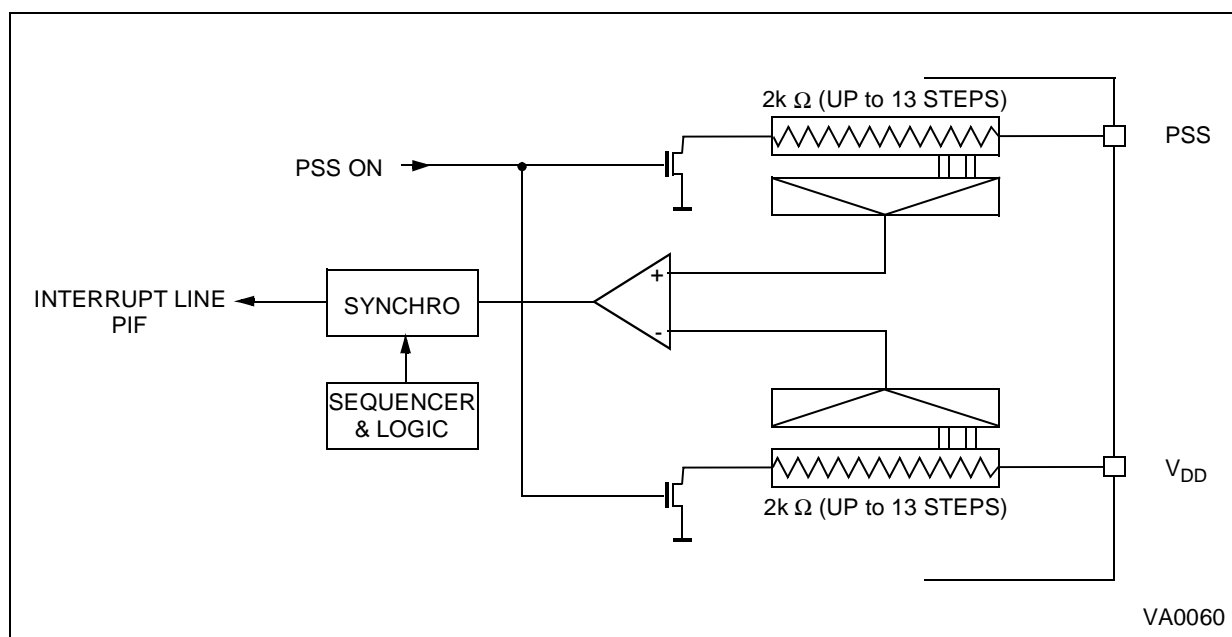 2k Ω (UP to 13 STEPS)
PSS
PSS ON
+
INTERRUPT LINE
PIF
SYNCHRO
-
SEQUENCER
& LOGIC
VDD
2k Ω (UP to 13 STEPS)
VA0060